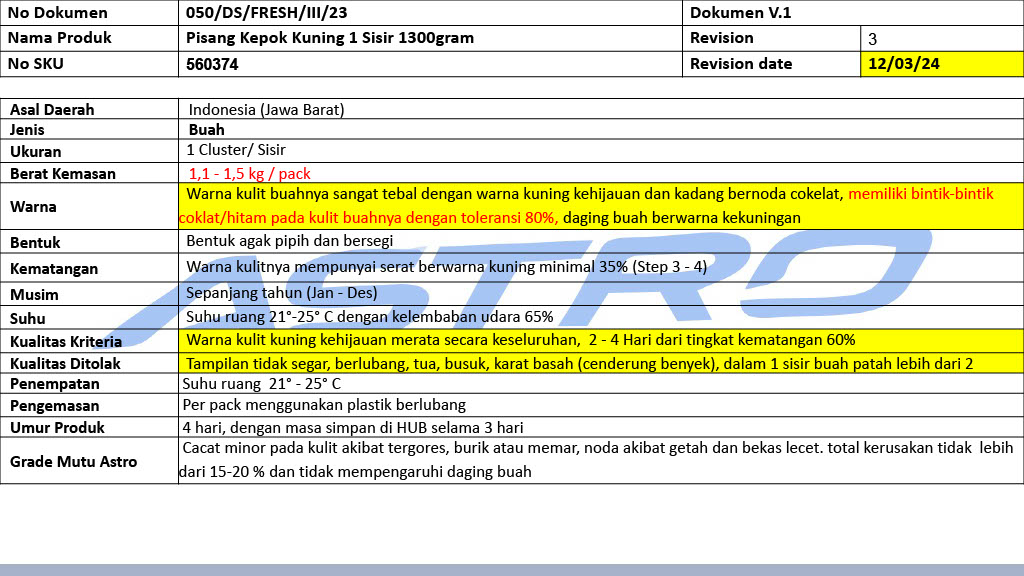 No Dokumen 050/DS/FRESH/III/23 Dokumen V.1
Nama Produk Pisang Kepok Kuning 1 Sisir 1300gram Revision 3
No SKU 560374 Revision date 12/03/24
Asal Daerah Indonesia (Jawa Barat)
Jenis Buah
Ukuran 1 Cluster/ Sisir
Berat Kemasan 1,1 - 1,5 kg / pack
Warna Warna kulit buahnya sangat tebal dengan warna kuning kehijauan dan kadang bernoda cokelat, memiliki bintik-bintik
coklat/hitam pada kulit buahnya dengan toleransi 80%, daging buah berwarna kekuningan
Bentuk Bentuk agak pipih dan bersegi
Kematangan Warna kulitnya mempunyai serat berwarna kuning minimal 35% (Step 3 - 4)
Musim Sepanjang tahun (Jan - Des)
Suhu Suhu ruang 21°-25° C dengan kelembaban udara 65%
Kualitas Kriteria Warna kulit kuning kehijauan merata secara keseluruhan, 2 - 4 Hari dari tingkat kematangan 60%
Kualitas Ditolak Tampilan tidak segar, berlubang, tua, busuk, karat basah (cenderung benyek), dalam 1 sisir buah patah lebih dari 2
Penempatan Suhu ruang 21° - 25° C
Pengemasan Per pack menggunakan plastik berlubang
Umur Produk 4 hari, dengan masa simpan di HUB selama 3 hari
Grade Mutu Astro Cacat minor pada kulit akibat tergores, burik atau memar, noda akibat getah dan bekas lecet. total kerusakan tidak lebih
dari 15-20 % dan tidak mempengaruhi daging buah
ASTRO